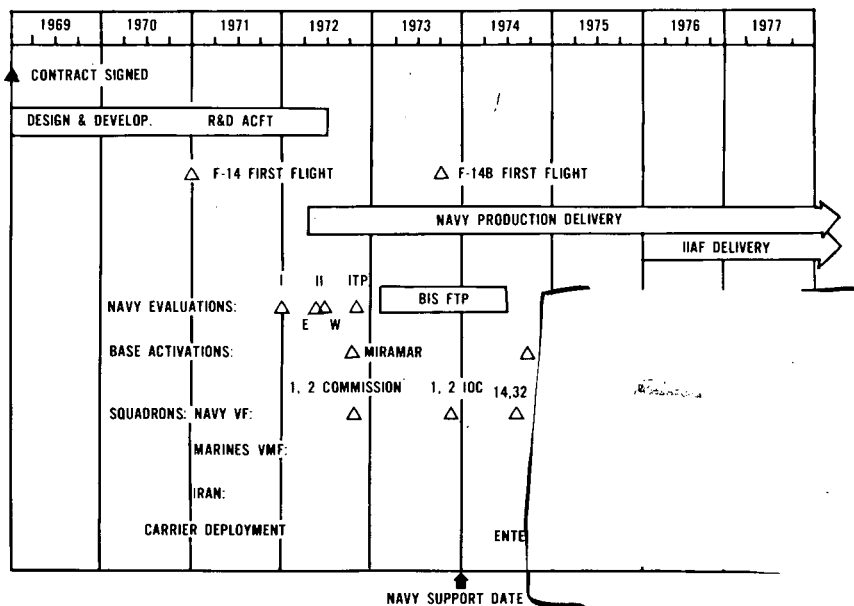 1969 1970 1971 1972 1973 1974 1975 1976 1977
CONTRACT SIGNED
DESIGN & DEVELOP. R&D ACFT
F-14 FIRST FLIGHT F-14B FIRST FLIGHT
NAVY PRODUCTION DELIVERY
IIAF DELIVERY
I II ITP
BIS FTP
NAVY EVALUATIONS:
E W
BASE ACTIVATIONS: MIRAMAR
1, 2 COMMISSION 1, 2 IOC 14,32
SQUADRONS: NAVY VF:
MARINES VMF:
IRAN:
CARRIER DEPLOYMENT ENTE
NAVY SUPPORT DATE